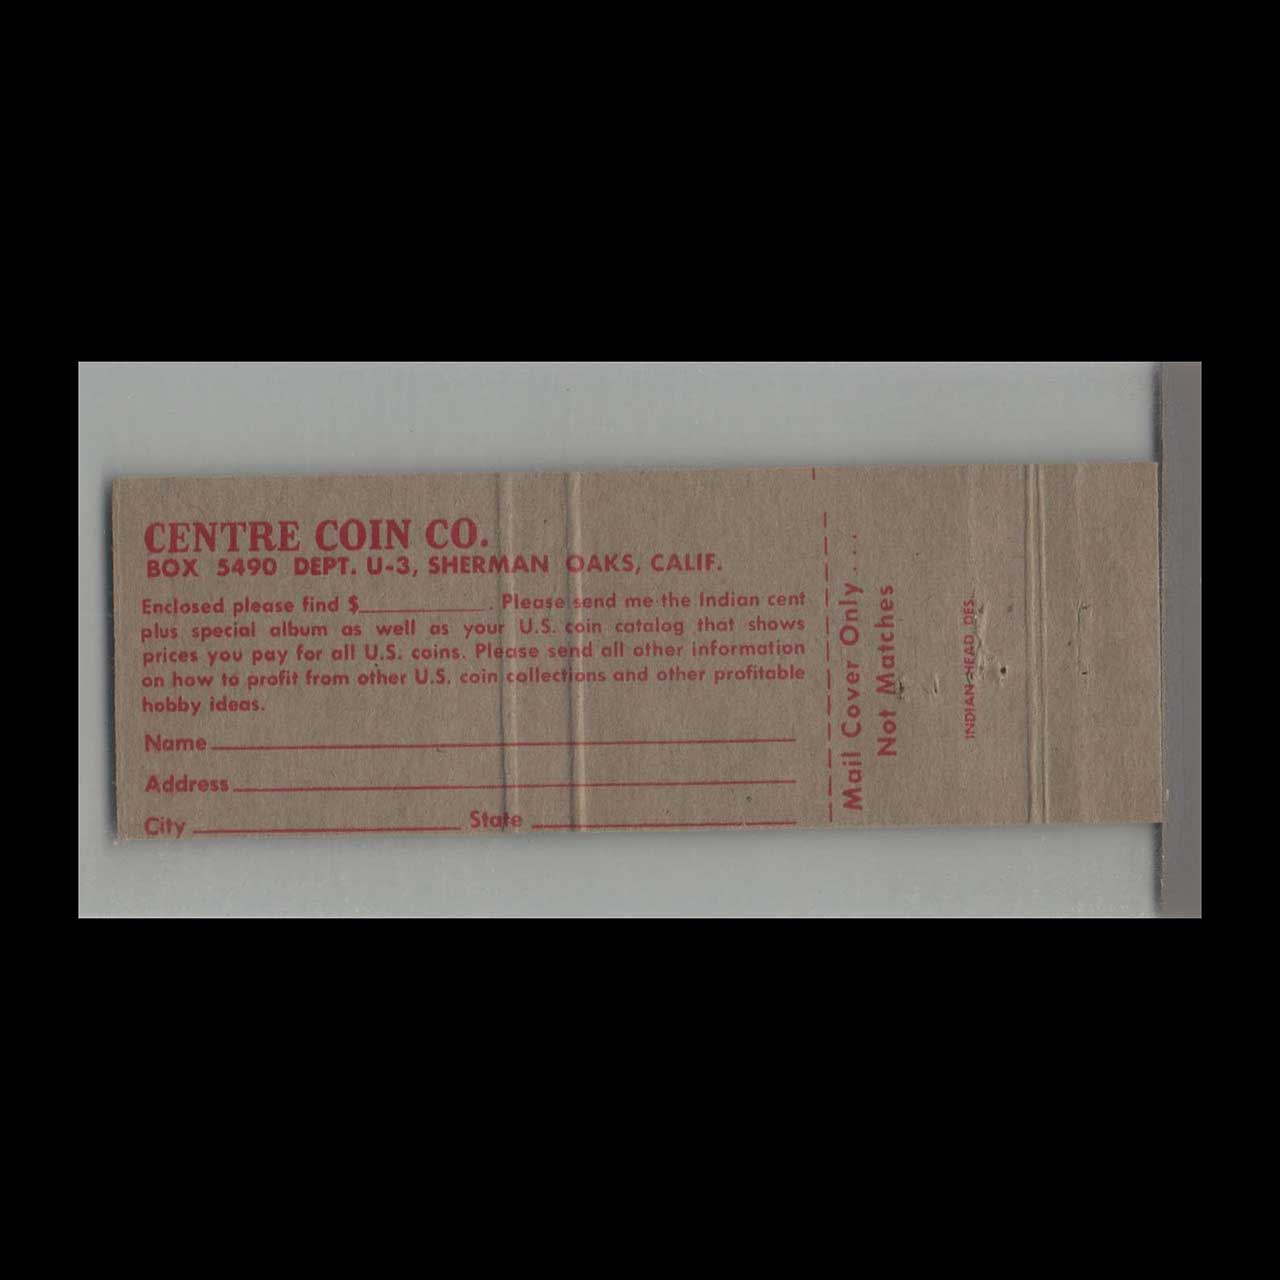 CENTRE COIN CO.
BOX 5490 DEPT. U-3, SHERMAN OAKS, CALIF.
Enclosed please find $__________. Please send me the Indian cent
plus special album as well as your U.S. coin catalog that shows
prices you pay for all U.S. coins. Please send all other information
on how to profit from other U.S. coin collections and other profitable
hobby ideas.
Name
Address
City State
Mail Cover Only....
Not Matches
INDIAN HEAD DES.